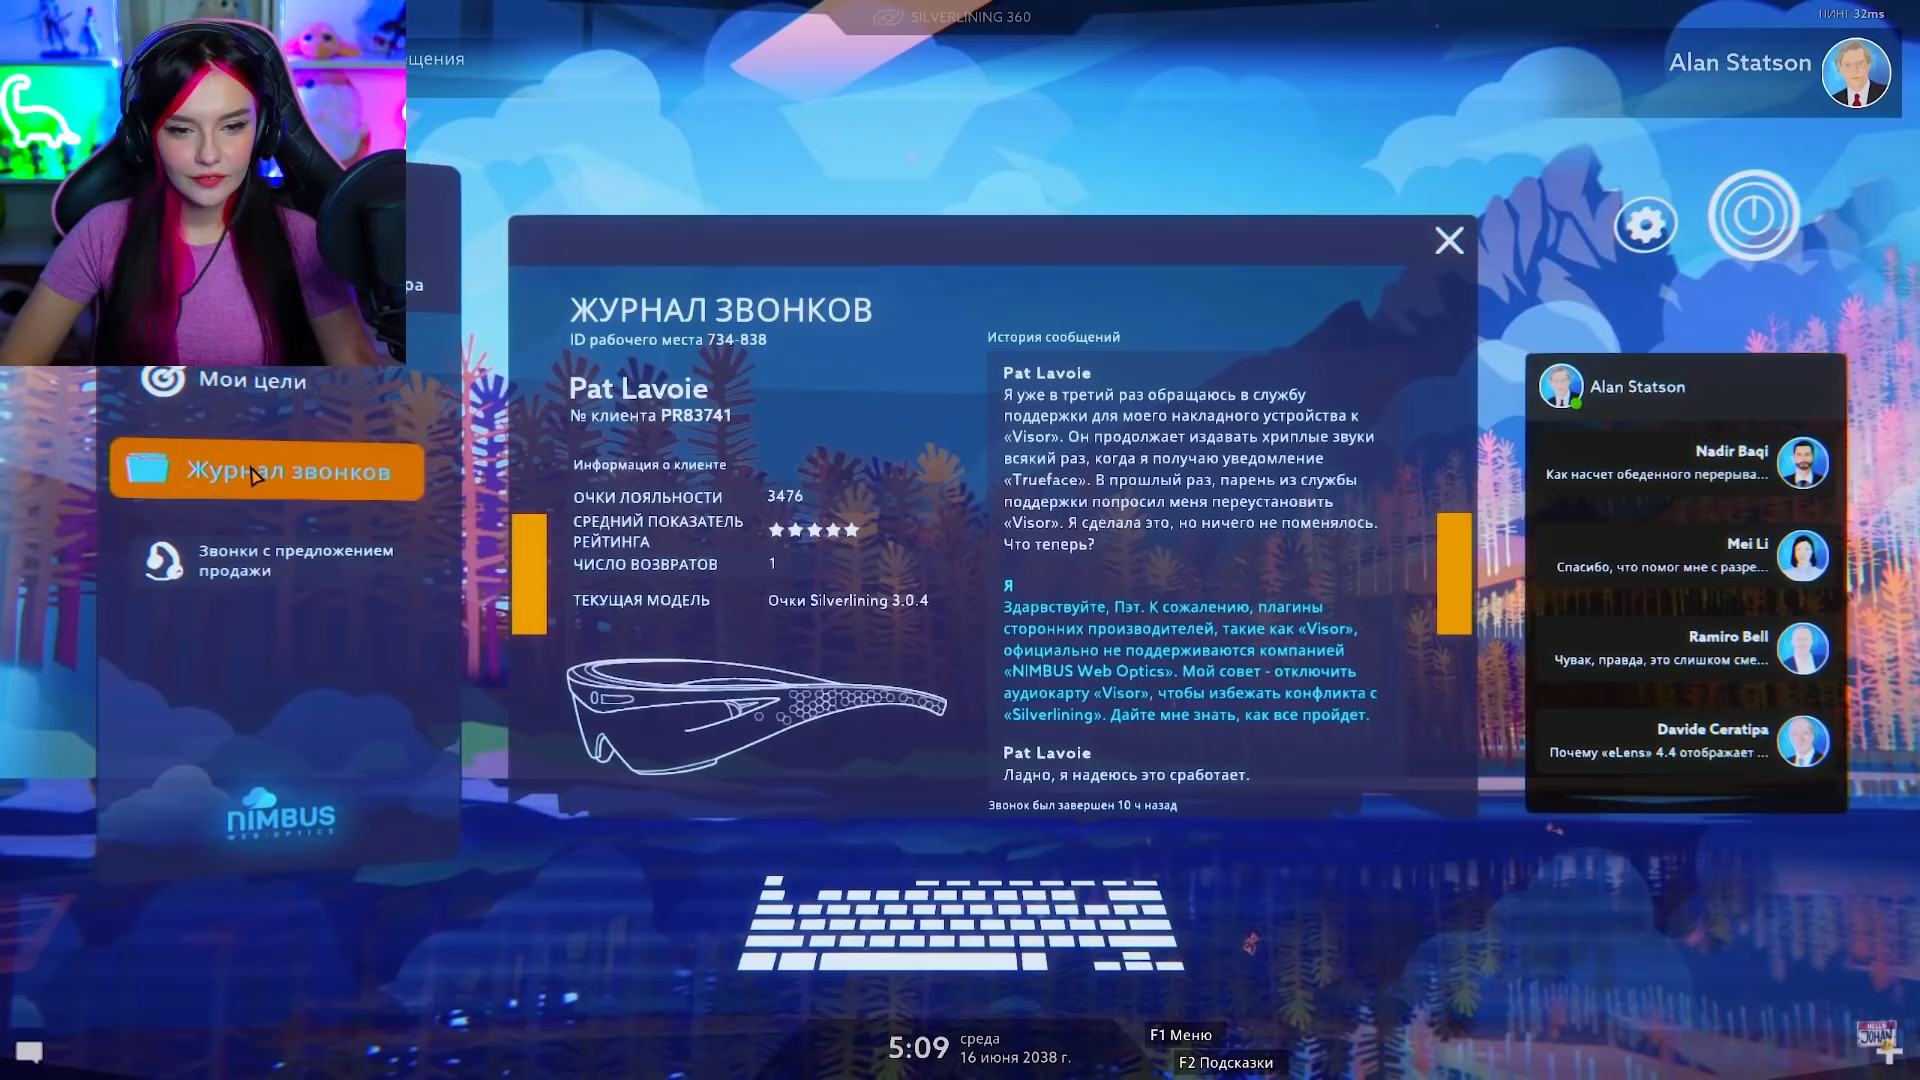 SILVERLINING 360
ПИНГ 32ms
Alan Statson
щения
ра
Мои цели
Журнал звонков
Звонки с предложением
продажи
NIMBUS
WEB OPTICS
ЖУРНАЛ ЗВОНКОВ
ID рабочего места 734-838
Pat Lavoie
№ клиента PR83741
Информация о клиенте
ОЧКИ ЛОЯЛЬНОСТИ 3476
СРЕДНИЙ ПОКАЗАТЕЛЬ
РЕЙТИНГА
ЧИСЛО ВОЗВРАТОВ 1
ТЕКУЩАЯ МОДЕЛЬ Очки Silverlining 3.0.4
История сообщений
Pat Lavoie
Я уже в третий раз обращаюсь в службу
поддержки для моего накладного устройства к
«Visor». Он продолжает издавать хриплые звуки
всякий раз, когда я получаю уведомление
«Trueface». В прошлый раз, парень из службы
поддержки попросил меня переустановить
«Visor». Я сделала это, но ничего не поменялось.
Что теперь?
Я
Здарвствуйте, Пэт. К сожалению, плагины
сторонних производителей, такие как «Visor»,
официально не поддерживаются компанией
«NIMBUS Web Optics». Мой совет - отключить
аудиокарту «Visor», чтобы избежать конфликта с
«Silverlining». Дайте мне знать, как все пройдет.
Pat Lavoie
Ладно, я надеюсь это сработает.
Звонок был завершен 10 ч назад
Alan Statson
Nadir Baqi
Как насчет обеденного перерыва...
Mei Li
Спасибо, что помог мне с разре...
Ramiro Bell
Чувак, правда, это слишком сме...
Davide Ceratipa
Почему «eLens» 4.4 отображает ...
5:09
среда
16 июня 2038 г.
F1 Меню
F2 Подсказки
HELLO
JOHAN